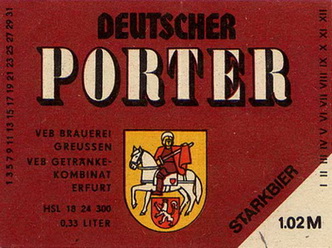 DEUTSCHER
PORTER
VEB BRAUEREI
GREUSSEN
VEB GETRÄNKE-
KOMBINAT
ERFURT
HSL 18 24 300
0,33 LITER
STARKBIER
1.02 M
1 3 5 7 9 11 13 15 17 19 21 23 25 27 29 31
I II III IV V VI VII VIII IX X XI XII